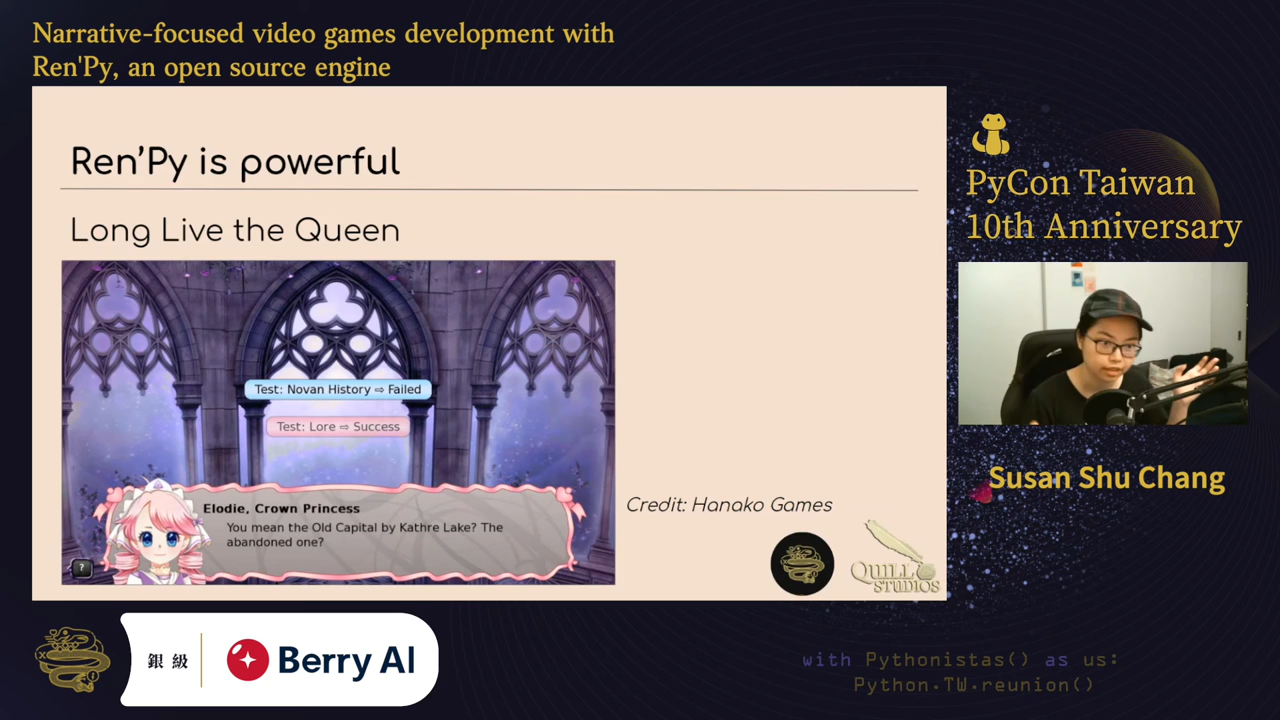 Narrative-focused video games development with
Ren'Py, an open source engine
Ren'Py is powerful
Long Live the Queen
Test: Novan History ⇨ Failed
Test: Lore ⇨ Success
Elodie, Crown Princess
You mean the Old Capital by Kathre Lake? The
abandoned one?
?
Credit: Hanako Games
QUILL
STUDIOS
PyCon Taiwan
10th Anniversary
Susan Shu Chang
銀級
Berry AI
with Pythonistas() as us:
Python.TW.reunion()